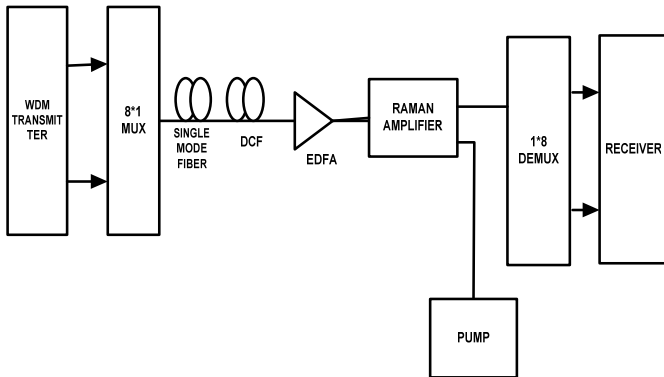 WDM
TRANSMIT
TER
8*1
MUX
SINGLE
MODE
FIBER
DCF
EDFA
RAMAN
AMPLIFIER
PUMP
1*8
DEMUX
RECEIVER